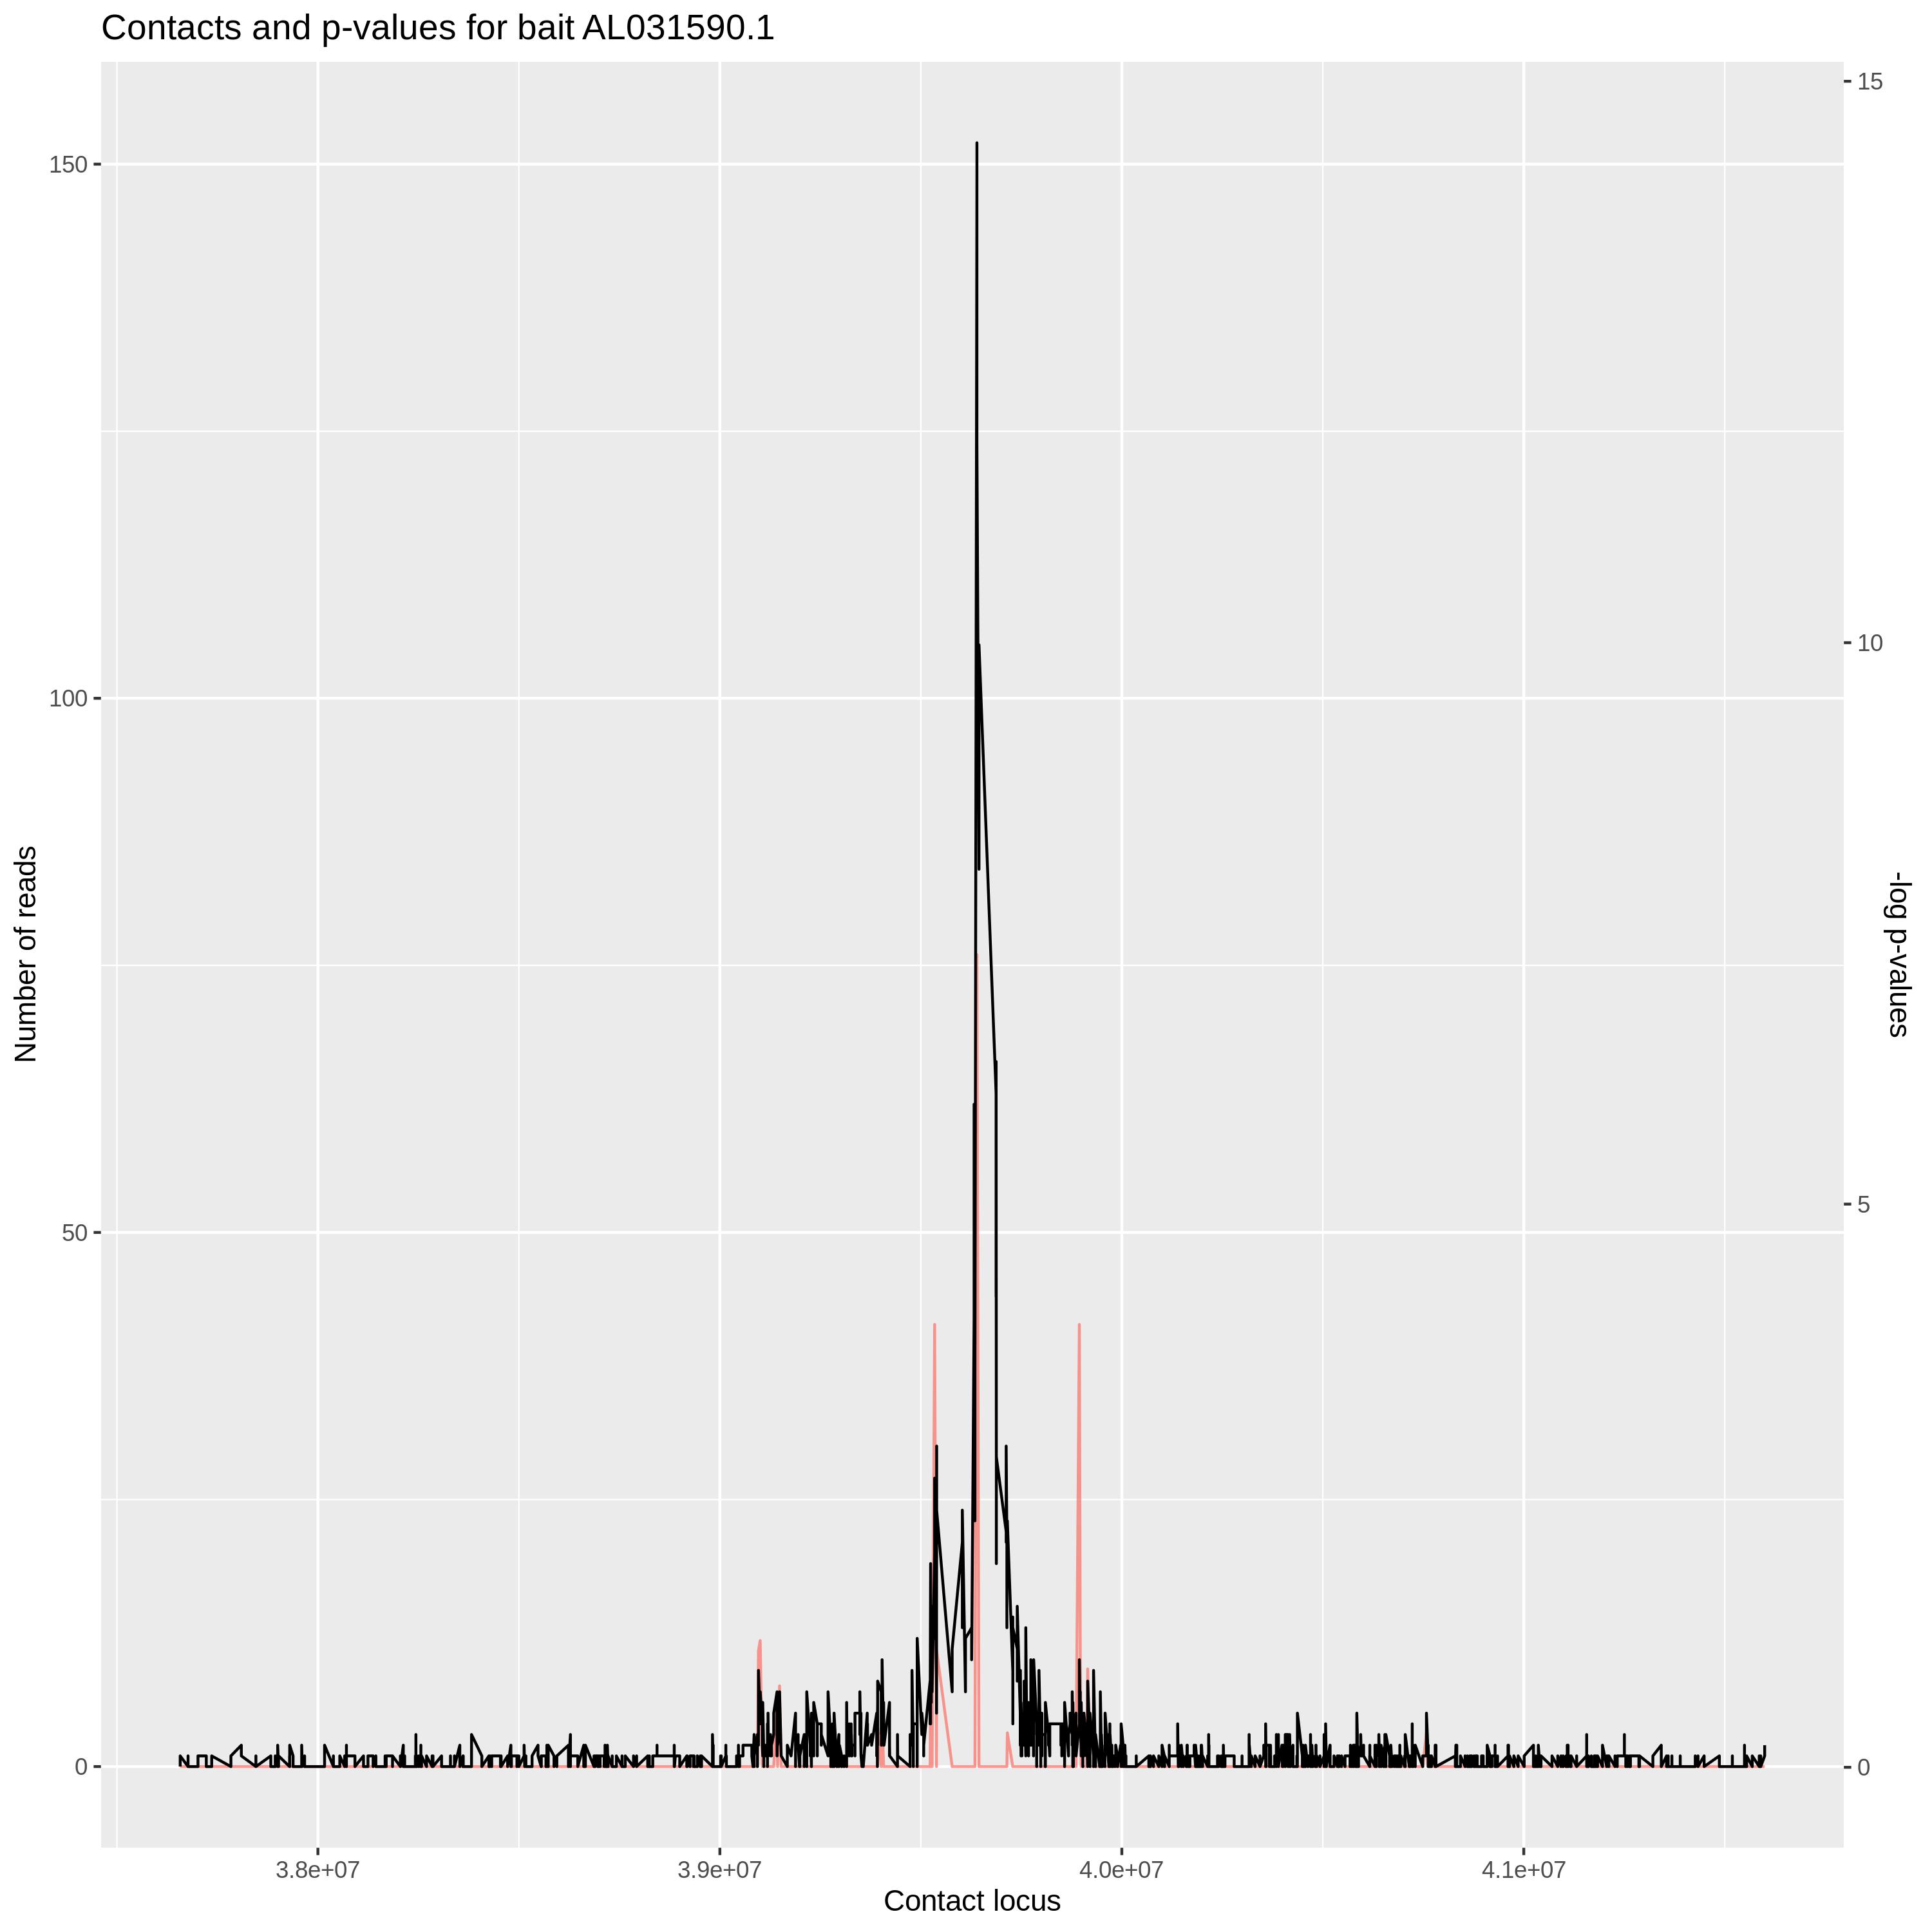 Contacts and p-values for bait AL031590.1
150
100
50
0
15
10
5
0
Number of reads
-log p-values
3.8e+07
3.9e+07
4.0e+07
4.1e+07
Contact locus